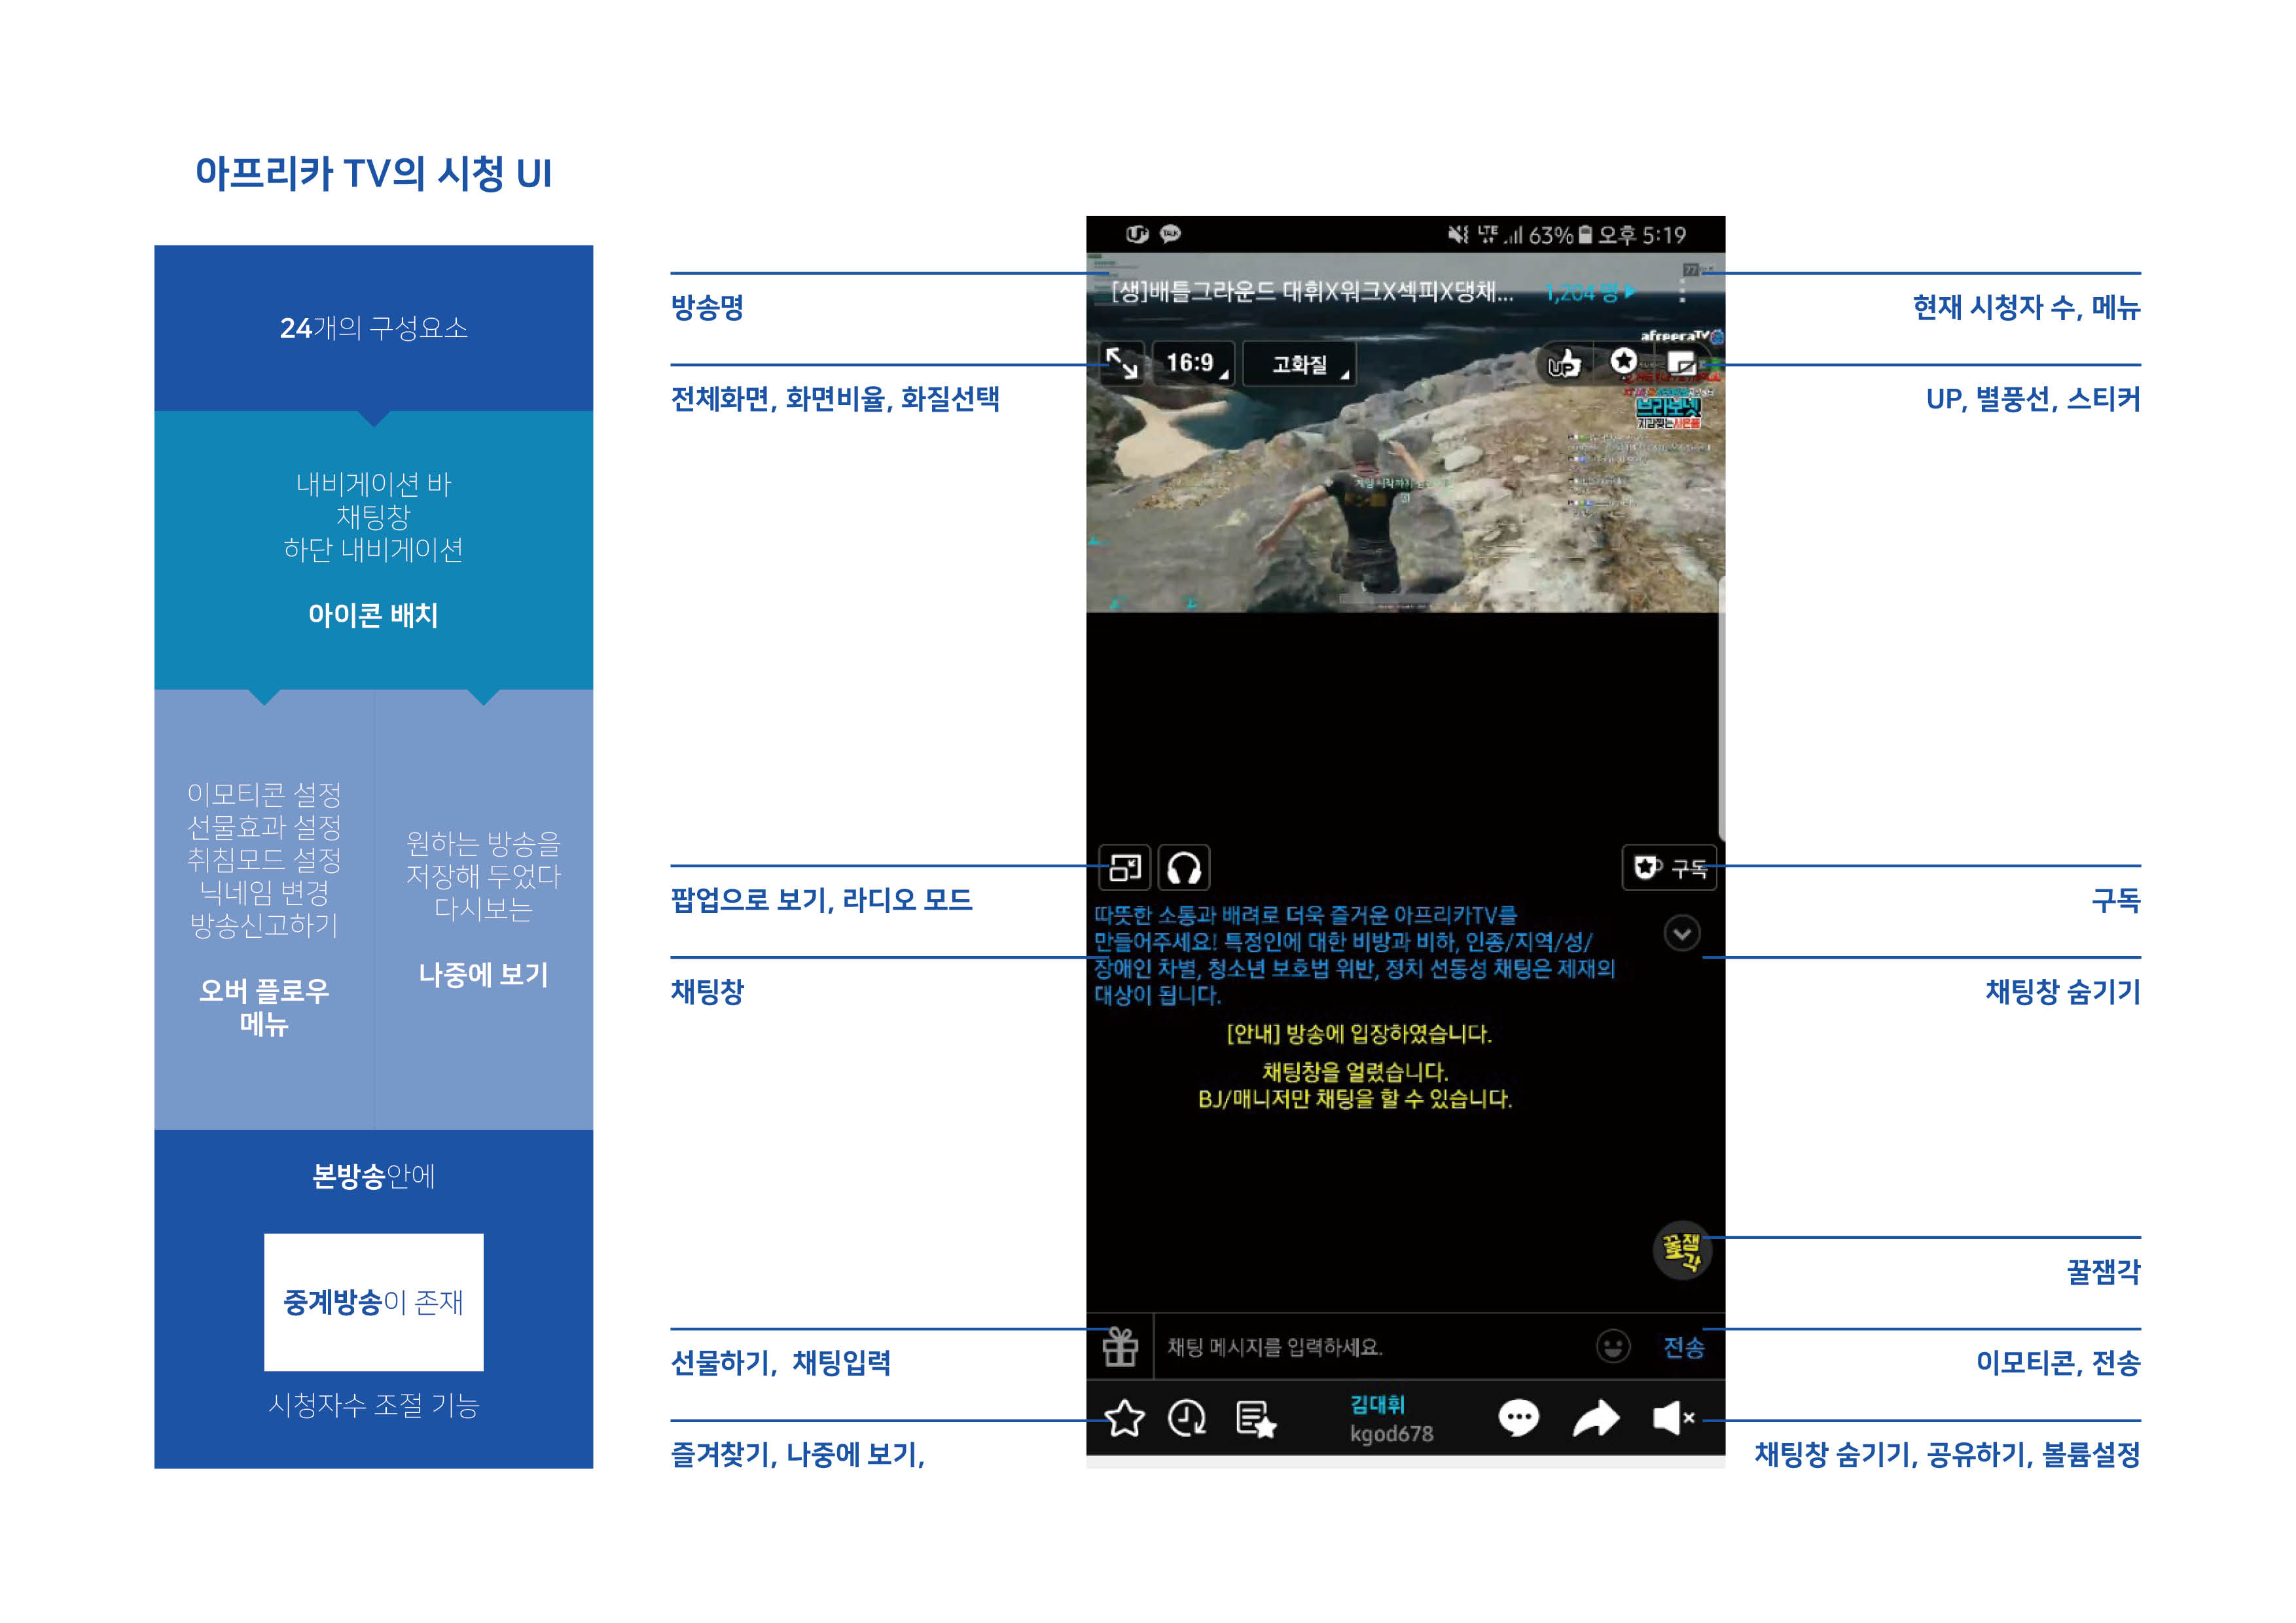 아프리카 TV의 시청 UI
24개의 구성요소
내비게이션 바
채팅창
하단 내비게이션
아이콘 배치
이모티콘 설정
선물효과 설정
취침모드 설정
닉네임 변경
방송신고하기
오버 플로우
메뉴
원하는 방송을
저장해 두었다
다시보는
나중에 보기
본방송안에
중계방송이 존재
시청자수 조절 기능
방송명
전체화면, 화면비율, 화질선택
팝업으로 보기, 라디오 모드
채팅창
선물하기, 채팅입력
즐겨찾기, 나중에 보기,
TALK
LTE 63% 오후 5:19
[생]배틀그라운드 대휘X워크X섹피X댕채... 1,204 명
77
afreecaTV
16:9 고화질 UP
브라보넷
구독
따뜻한 소통과 배려로 더욱 즐거운 아프리카TV를
만들어주세요! 특정인에 대한 비방과 비하, 인종/지역/성/
장애인 차별, 청소년 보호법 위반, 정치 선동성 채팅은 제재의
대상이 됩니다.
[안내] 방송에 입장하였습니다.
채팅창을 얼렸습니다.
BJ/매니저만 채팅을 할 수 있습니다.
꿀잼
각
채팅 메시지를 입력하세요. 전송
김대휘
kgod678
현재 시청자 수, 메뉴
UP, 별풍선, 스티커
구독
채팅창 숨기기
꿀잼각
이모티콘, 전송
채팅창 숨기기, 공유하기, 볼륨설정